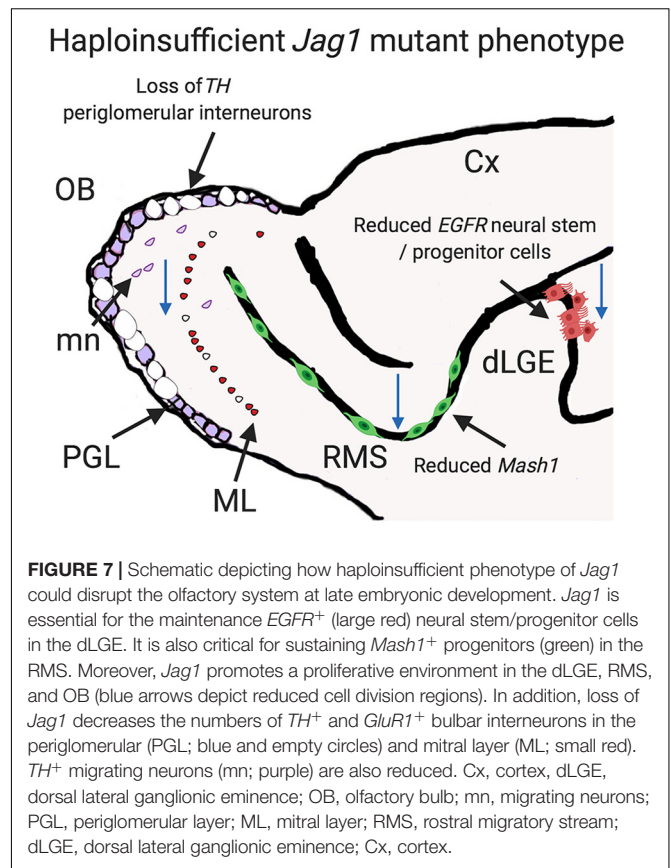 Haploinsufficient Jag1 mutant phenotype
Loss of TH
periglomerular interneurons
OB
Cx
Reduced EGFR neural stem
/ progenitor cells
mn
dLGE
PGL
RMS
Reduced Mash1
ML
FIGURE 7 | Schematic depicting how haploinsufficient phenotype of Jag1
could disrupt the olfactory system at late embryonic development. Jag1 is
essential for the maintenance EGFR+ (large red) neural stem/progenitor cells
in the dLGE. It is also critical for sustaining Mash1+ progenitors (green) in the
RMS. Moreover, Jag1 promotes a proliferative environment in the dLGE, RMS,
and OB (blue arrows depict reduced cell division regions). In addition, loss of
Jag1 decreases the numbers of TH+ and GluR1+ bulbar interneurons in the
periglomerular (PGL; blue and empty circles) and mitral layer (ML; small red).
TH+ migrating neurons (mn; purple) are also reduced. Cx, cortex, dLGE,
dorsal lateral ganglionic eminence; OB, olfactory bulb; mn, migrating neurons;
PGL, periglomerular layer; ML, mitral layer; RMS, rostral migratory stream;
dLGE, dorsal lateral ganglionic eminence; Cx, cortex.